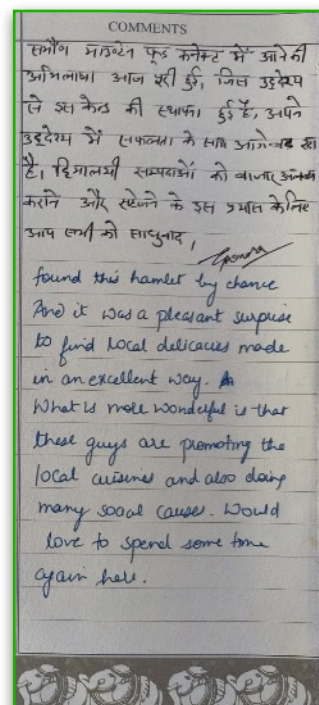 COMMENTS
समौण माउन्टेन फूड कनेक्ट में आने की
अभिलाषा आज पूरी हुई, जिस उद्देश्य
से इस केन्द्र की स्थापना हुई है, अपने
उद्देश्य में सफलता के साथ आगे बढ़ रहा
है। हिमालयी सम्पदाओं को बाजार
कराने और सहेजने के इस प्रयास के लिए
आप सभी को साधुवाद,
found this hamlet by chance
And it was a pleasant surprise
to find local delicacies made
in an excellent way.
What is more wonderful is that
these guys are promoting the
local cuisines and also doing
many social causes. Would
love to spend some time
again here.